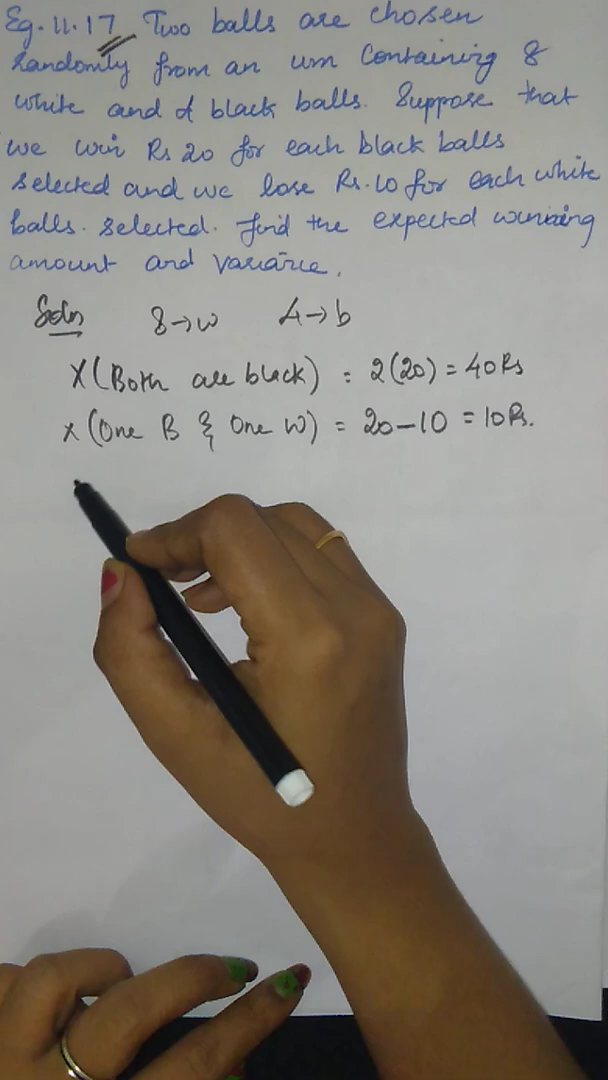 Eg. 11.17 Two balls are chosen
randomly from an urn containing 8
white and 4 black balls. Suppose that
we win Rs 20 for each black balls
selected and we lose Rs. 10 for each white
balls. selected. find the expected winning
amount and variance.
Soln 8→w 4→b
X(Both are black) = 2(20) = 40Rs
X(One B & One W) = 20-10 = 10Rs.